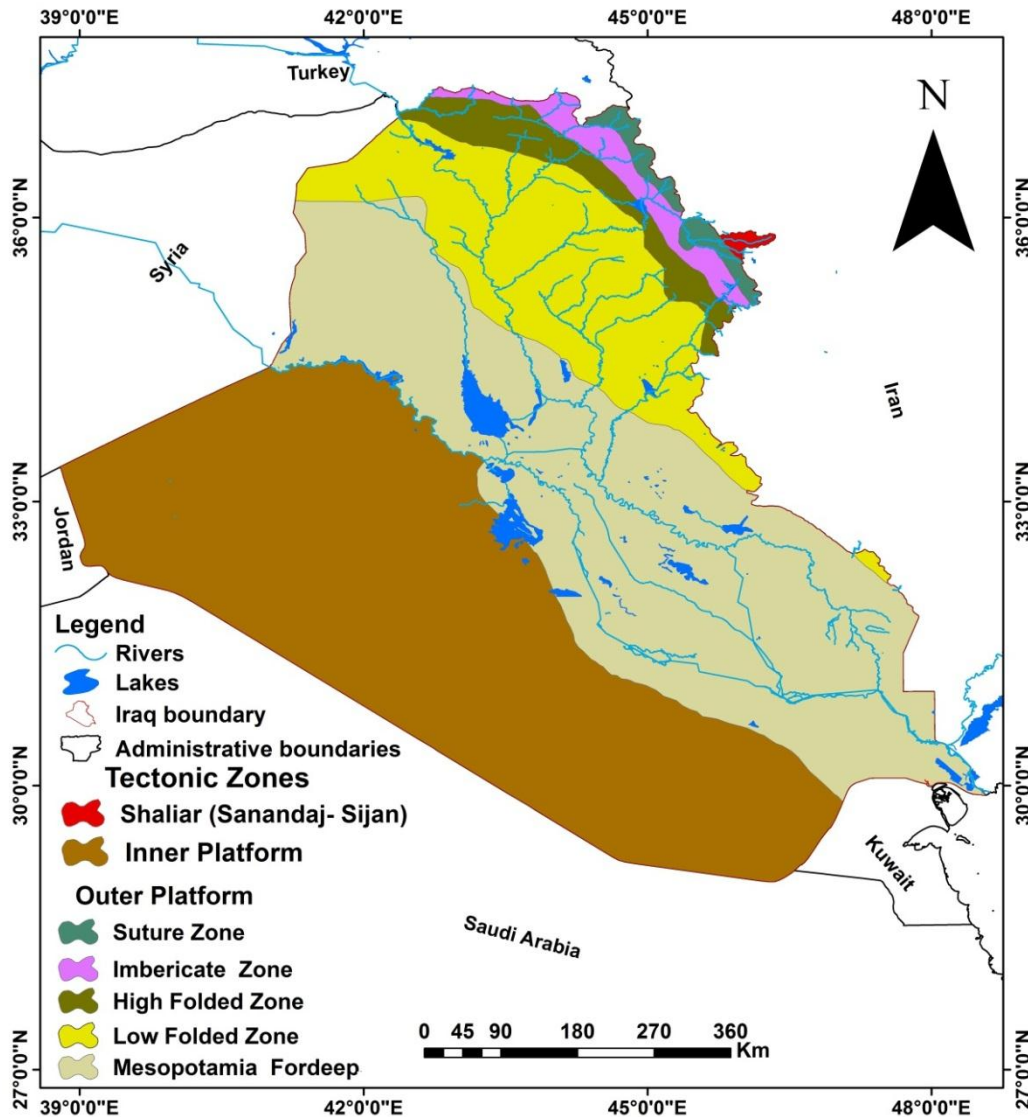 39°0'0"E 42°0'0"E 45°0'0"E 48°0'0"E
Turkey
N
36°0'0"N 36°0'0"N
Syria
Iran
33°0'0"N 33°0'0"N
Jordan
Legend
Rivers
Lakes
Iraq boundary
Administrative boundaries
Tectonic Zones
30°0'0"N 30°0'0"N
Shaliar (Sanandaj- Sijan)
Inner Platform
Kuwait
Outer Platform
Saudi Arabia
Suture Zone
Imbericate Zone
High Folded Zone
Low Folded Zone
0 45 90 180 270 360
Km
Mesopotamia Fordeep
27°0'0"N 27°0'0"N
39°0'0"E 42°0'0"E 45°0'0"E 48°0'0"E